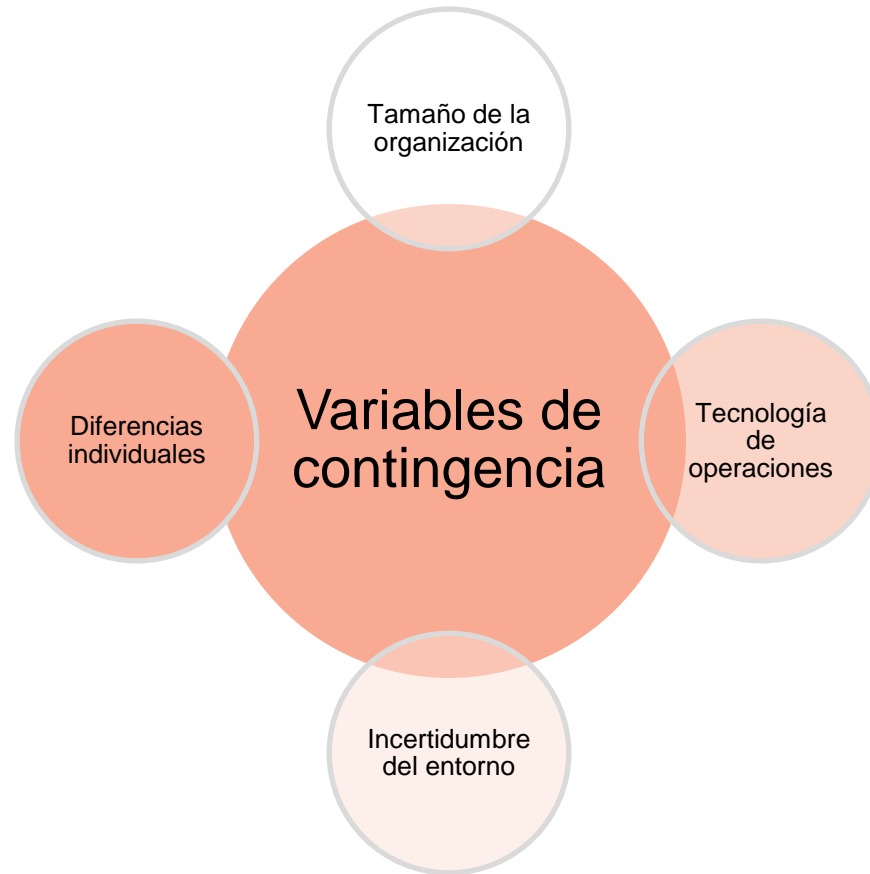 Tamaño de la
organización
Diferencias
individuales
Variables de
contingencia
Tecnología
de
operaciones
Incertidumbre
del entorno